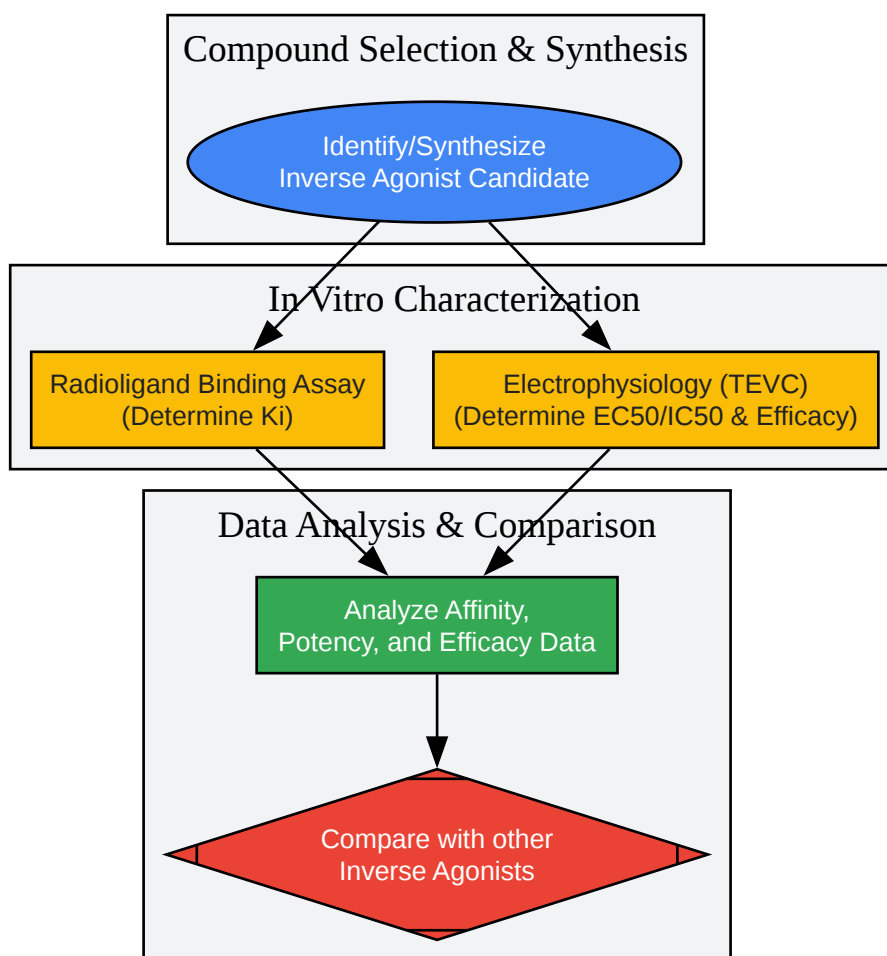 Compound Selection & Synthesis
Identify/Synthesize
Inverse Agonist Candidate
In Vitro Characterization
Radioligand Binding Assay
(Determine Ki)
Electrophysiology (TEVC)
(Determine EC50/IC50 & Efficacy)
Data Analysis & Comparison
Analyze Affinity,
Potency, and Efficacy Data
Compare with other
Inverse Agonists